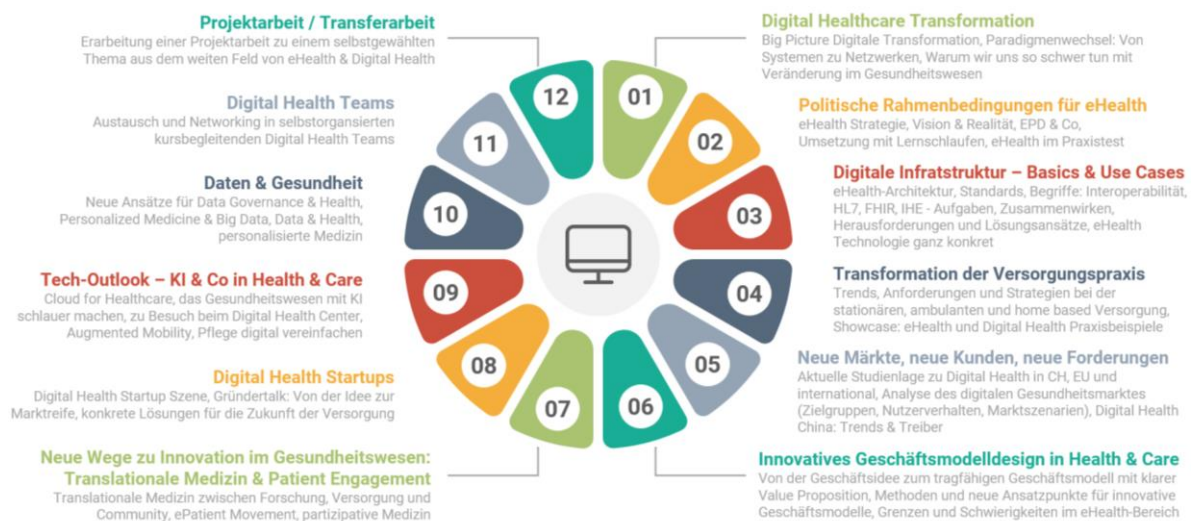 01
Digital Healthcare Transformation
Big Picture Digitale Transformation, Paradigmenwechsel: Von
Systemen zu Netzwerken, Warum wir uns so schwer tun mit
Veränderung im Gesundheitswesen
02
Politische Rahmenbedingungen für eHealth
eHealth Strategie, Vision & Realität, EPD & Co,
Umsetzung mit Lernschlaufen, eHealth im Praxistest
03
Digitale Infratstruktur – Basics & Use Cases
eHealth-Architektur, Standards, Begriffe: Interoperabilität,
HL7, FHIR, IHE - Aufgaben, Zusammenwirken,
Herausforderungen und Lösungsansätze, eHealth
Technologie ganz konkret
04
Transformation der Versorgungspraxis
Trends, Anforderungen und Strategien bei der
stationären, ambulanten und home based Versorgung,
Showcase: eHealth und Digital Health Praxisbeispiele
05
Neue Märkte, neue Kunden, neue Forderungen
Aktuelle Studienlage zu Digital Health in CH, EU und
international, Analyse des digitalen Gesundheitsmarktes
(Zielgruppen, Nutzerverhalten, Marktszenarien), Digital Health
China: Trends & Treiber
06
Innovatives Geschäftsmodelldesign in Health & Care
Von der Geschäftsidee zum tragfähigen Geschäftsmodell mit klarer
Value Proposition, Methoden und neue Ansatzpunkte für innovative
Geschäftsmodelle, Grenzen und Schwierigkeiten im eHealth-Bereich
07
Neue Wege zu Innovation im Gesundheitswesen:
Translationale Medizin & Patient Engagement
Translationale Medizin zwischen Forschung, Versorgung und
Community, ePatient Movement, partizipative Medizin
08
Digital Health Startups
Digital Health Startup Szene, Gründertalk: Von der Idee zur
Marktreife, konkrete Lösungen für die Zukunft der Versorgung
09
Tech-Outlook – KI & Co in Health & Care
Cloud for Healthcare, das Gesundheitswesen mit KI
schlauer machen, zu Besuch beim Digital Health Center,
Augmented Mobility, Pflege digital vereinfachen
10
Daten & Gesundheit
Neue Ansätze für Data Governance & Health,
Personalized Medicine & Big Data, Data & Health,
personalisierte Medizin
11
Digital Health Teams
Austausch und Networking in selbstorgansierten
kursbegleitenden Digital Health Teams
12
Projektarbeit / Transferarbeit
Erarbeitung einer Projektarbeit zu einem selbstgewählten
Thema aus dem weiten Feld von eHealth & Digital Health